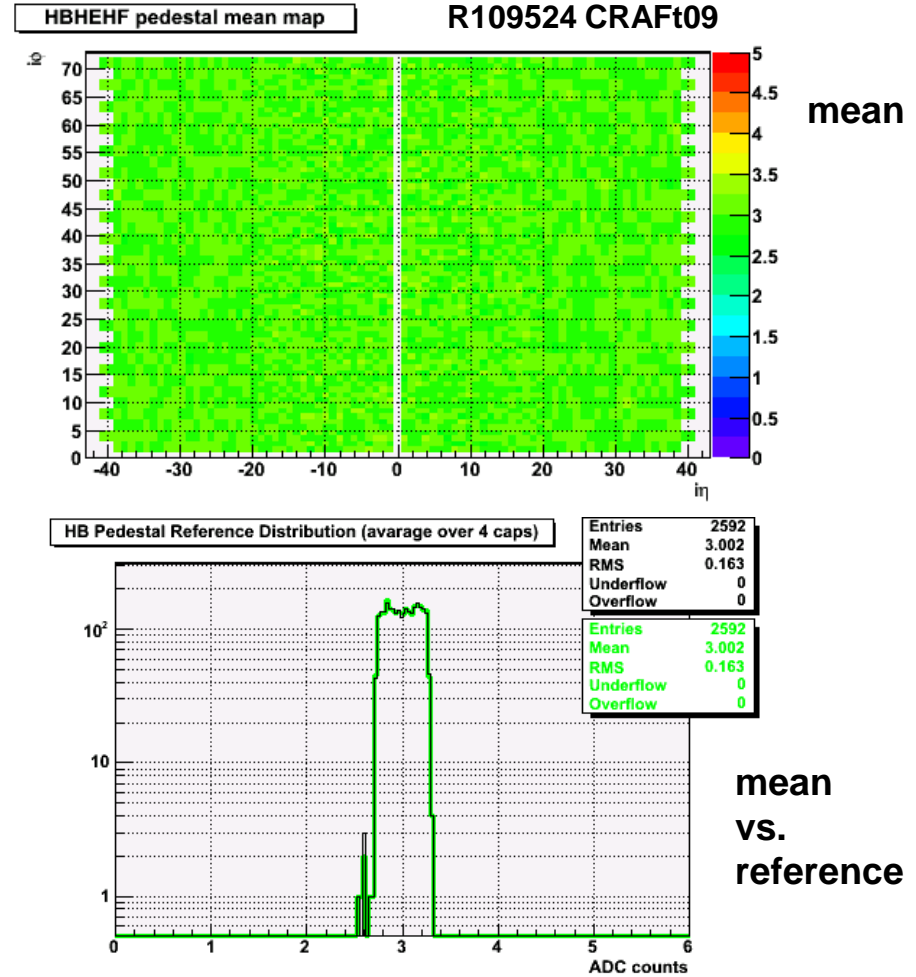 HBHEHF pedestal mean map
R109524 CRAFt09
iφ
70
65
60
55
50
45
40
35
30
25
20
15
10
5
0
-40 -30 -20 -10 0 10 20 30 40
iη
5
4.5
4
3.5
3
2.5
2
1.5
1
0.5
0
mean
HB Pedestal Reference Distribution (avarage over 4 caps)
Entries 2592
Mean 3.002
RMS 0.163
Underflow 0
Overflow 0
Entries 2592
Mean 3.002
RMS 0.163
Underflow 0
Overflow 0
10²
10
1
0 1 2 3 4 5 6
ADC counts
mean
vs.
reference